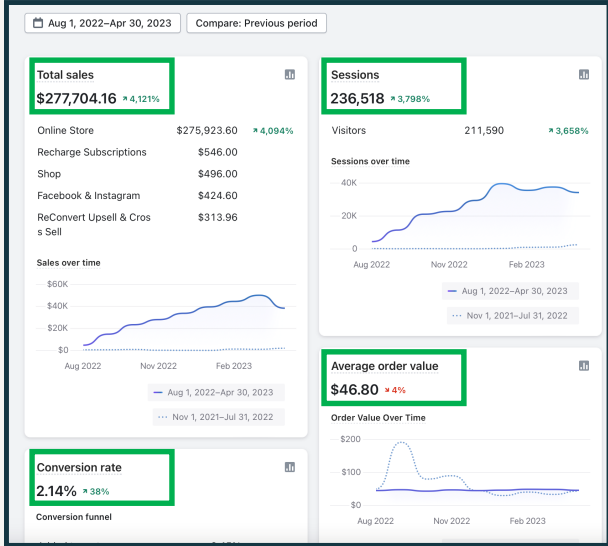 Aug 1, 2022–Apr 30, 2023 Compare: Previous period
Total sales
$277,704.16 ↗ 4,121%
Online Store $275,923.60 ↗ 4,094%
Recharge Subscriptions $546.00
Shop $496.00
Facebook & Instagram $424.60
ReConvert Upsell & Cros
s Sell $313.96
Sales over time
$60K
$40K
$20K
$0
Aug 2022 Nov 2022 Feb 2023
Aug 1, 2022–Apr 30, 2023
Nov 1, 2021–Jul 31, 2022
Conversion rate
2.14% ↗ 38%
Conversion funnel
Sessions
236,518 ↗ 3,798%
Visitors 211,590 ↗ 3,658%
Sessions over time
40K
20K
0
Aug 2022 Nov 2022 Feb 2023
Aug 1, 2022–Apr 30, 2023
Nov 1, 2021–Jul 31, 2022
Average order value
$46.80 ↘ 4%
Order Value Over Time
$200
$100
$0
Aug 2022 Nov 2022 Feb 2023